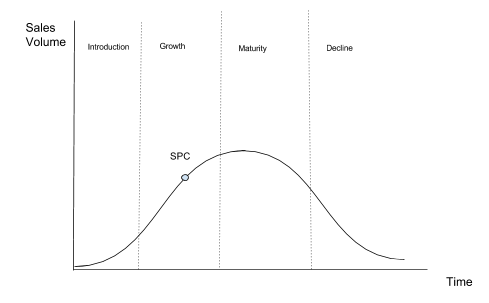 Sales
Volume
Introduction
Growth
Maturity
Decline
SPC
Time